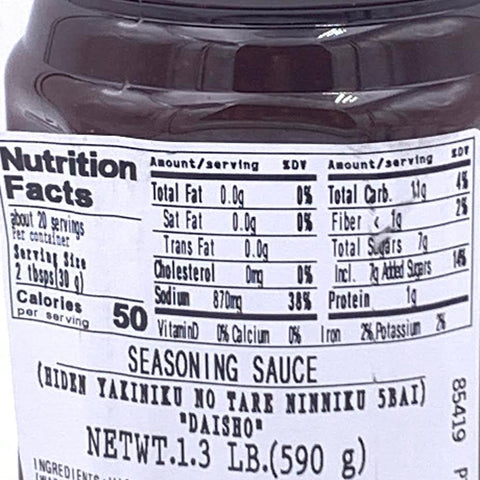 Nutrition Facts
about 20 servings
Per container
Serving Size
2 tbsps(30 g)
Calories 50
per serving
Amount/serving %DV
Total Fat 0.0g 0%
Sat Fat 0.0g 0%
Trans Fat 0.0g
Cholesterol 0mg 0%
Sodium 870mg 38%
Amount/serving %DV
Total Carb. 11g 4%
Fiber < 1g 2%
Total Sugars 7g
Incl. 7g Added Sugars 14%
Protein 1g
VitaminD 0% Calcium 0% Iron 2% Potassium 2%
SEASONING SAUCE
(HIDEN YAKINIKU NO TARE NINNIKU 5BAI)
"DAISHO"
NETWT.1.3 LB.(590 g)
85419
INGREDIENTS: